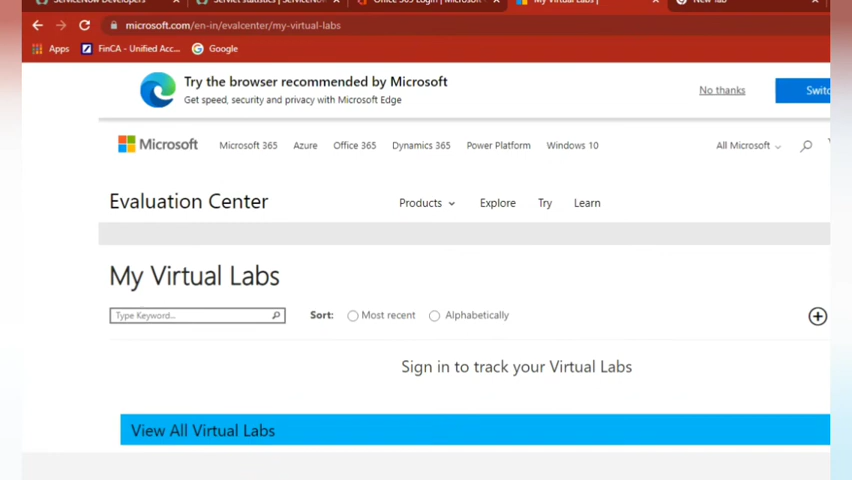 ServiceNow Developers
Servlet statistics | ServiceNo
Office 365 Login | Microsoft
My Virtual Labs |
New Tab
microsoft.com/en-in/evalcenter/my-virtual-labs
Apps FinCA - Unified Acc... Google
Try the browser recommended by Microsoft
Get speed, security and privacy with Microsoft Edge
No thanks
Switc
Microsoft Microsoft 365 Azure Office 365 Dynamics 365 Power Platform Windows 10 All Microsoft
Evaluation Center Products Explore Try Learn
My Virtual Labs
Type Keyword... Sort: Most recent Alphabetically
Sign in to track your Virtual Labs
View All Virtual Labs